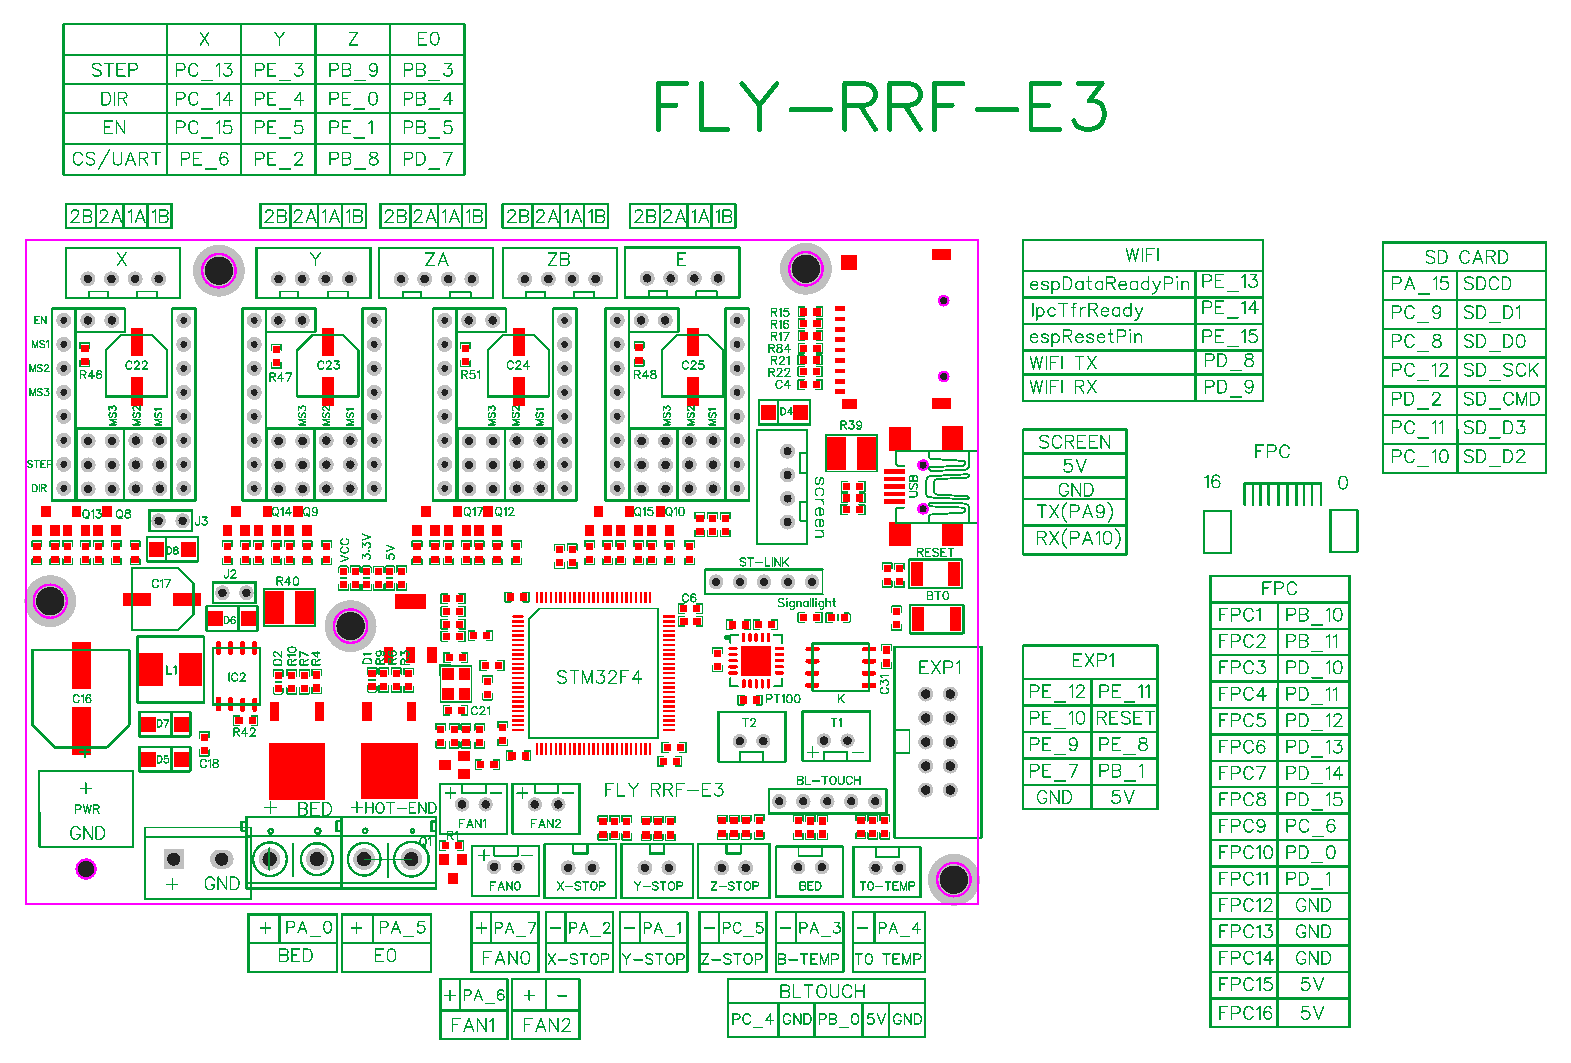 X Y Z E0
STEP PC_13 PE_3 PB_9 PB_3
DIR PC_14 PE_4 PE_0 PB_4
EN PC_15 PE_5 PE_1 PB_5
CS/UART PE_6 PE_2 PB_8 PD_7
FLY-RRF-E3
2B 2A 1A 1B
2B 2A 1A 1B
2B 2A 1A 1B
2B 2A 1A 1B
2B 2A 1A 1B
X
Y
ZA
ZB
E
EN
MS1
MS2
MS3
STEP
DIR
R46
C22
MS3
MS2
MS1
R47
C23
MS3
MS2
MS1
R51
C24
MS3
MS2
MS1
R48
C25
MS3
MS2
MS1
R15
R16
R17
R84
R21
R22
C4
D4
R39
screen
USB
Q13
Q8
J3
Q14
Q9
Q17
Q12
Q15
Q10
D8
VCC
3.3V
5V
ST-LINK
RESET
C17
J2
R40
D6
C6
Signallight
BT0
L1
IC2
D2
R10
R7
R4
D1
R9
R6
R3
STM32F4
PT100
K
C31
EXP1
C16
C21
D7
R42
D5
C18
T2
T1
+
-
+
PWR
GND
FLY RRF-E3
BL-TOUCH
+ BED
+ HOT-END
+ -
FAN1
+ -
FAN2
Q1
R1
+ GND
+ -
FAN0
X-STOP
Y-STOP
Z-STOP
BED
T0-TEMP
+ PA_0
BED
+ PA_5
E0
+ PA_7
FAN0
- PA_2
X-STOP
- PA_1
Y-STOP
- PC_5
Z-STOP
- PA_3
B-TEMP
- PA_4
T0 TEMP
+ PA_6
FAN1
+ -
FAN2
BLTOUCH
PC_4 GND PB_0 5V GND
WIFI
espDataReadyPin PE_13
lpcTfrReady PE_14
espResetPin PE_15
WIFI TX PD_8
WIFI RX PD_9
SD CARD
PA_15 SDCD
PC_9 SD_D1
PC_8 SD_D0
PC_12 SD_SCK
PD_2 SD_CMD
PC_11 SD_D3
PC_10 SD_D2
SCREEN
5V
GND
TX(PA9)
RX(PA10)
FPC
16 0
FPC
FPC1 PB_10
FPC2 PB_11
FPC3 PD_10
FPC4 PD_11
FPC5 PD_12
FPC6 PD_13
FPC7 PD_14
FPC8 PD_15
FPC9 PC_6
FPC10 PD_0
FPC11 PD_1
FPC12 GND
FPC13 GND
FPC14 GND
FPC15 5V
FPC16 5V
EXP1
PE_12 PE_11
PE_10 RESET
PE_9 PE_8
PE_7 PB_1
GND 5V